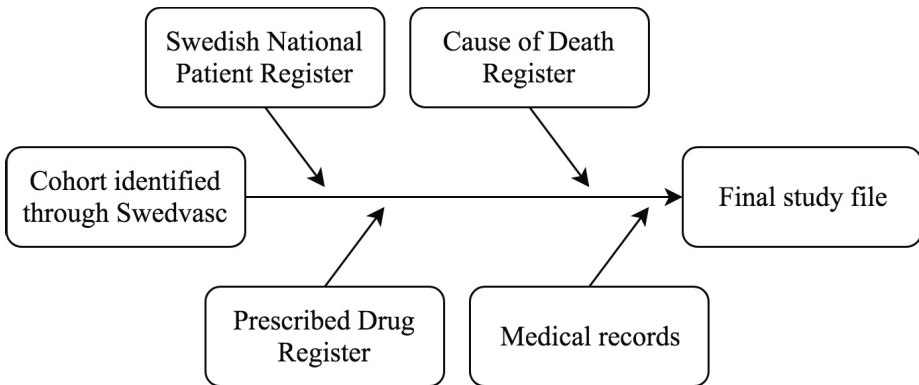 Swedish National
Patient Register
Cause of Death
Register
Cohort identified
through Swedvasc
Final study file
Prescribed Drug
Register
Medical records